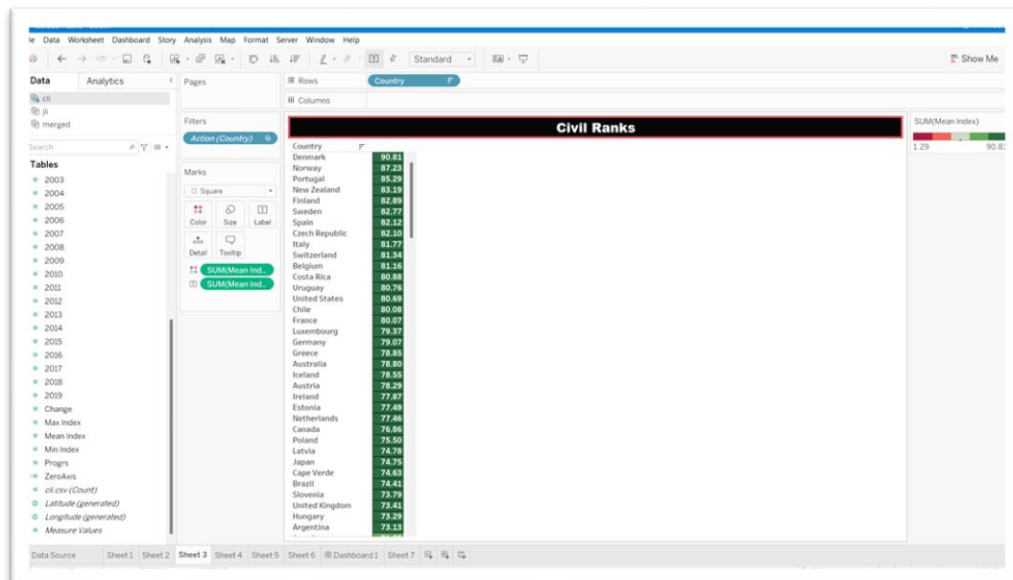 le Data Worksheet Dashboard Story Analysis Map Format Server Window Help
Standard
Show Me
Data Analytics
cli
jli
merged
Search
Tables
2003
2004
2005
2006
2007
2008
2009
2010
2011
2012
2013
2014
2015
2016
2017
2018
2019
Change
Max Index
Mean Index
Min Index
Progrs
ZeroAxis
cli.csv (Count)
Latitude (generated)
Longitude (generated)
Measure Values
Pages
Filters
Action (Country)
Marks
Square
Color Size Label
Detail Tooltip
SUM(Mean Ind..
SUM(Mean Ind..
Rows Country
Columns
Civil Ranks
Country
Denmark 90.81
Norway 87.23
Portugal 85.29
New Zealand 83.19
Finland 82.89
Sweden 82.77
Spain 82.12
Czech Republic 82.10
Italy 81.77
Switzerland 81.34
Belgium 81.16
Costa Rica 80.88
Uruguay 80.76
United States 80.69
Chile 80.08
France 80.07
Luxembourg 79.37
Germany 79.07
Greece 78.85
Australia 78.80
Iceland 78.55
Austria 78.29
Ireland 77.87
Estonia 77.49
Netherlands 77.46
Canada 76.86
Poland 75.50
Latvia 74.78
Japan 74.75
Cape Verde 74.63
Brazil 74.41
Slovenia 73.79
United Kingdom 73.41
Hungary 73.29
Argentina 73.13
SUM(Mean Index)
1.29 90.8
Data Source Sheet 1 Sheet 2 Sheet 3 Sheet 4 Sheet 5 Sheet 6 Dashboard 1 Sheet 7